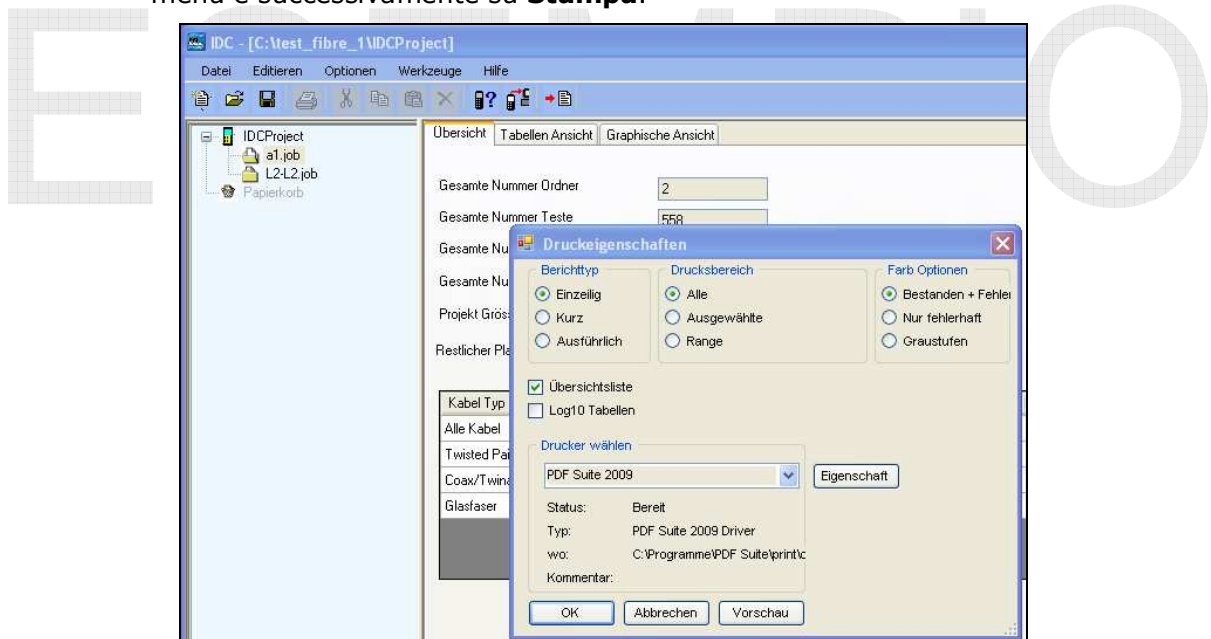 menu e successivamente su Stampa.
IDC - [C:\test_fibre_1\IDCProject]
Datei Editieren Optionen Werkzeuge Hilfe
IDCProject
a1.job
L2-L2.job
Papierkorb
Übersicht Tabellen Ansicht Graphische Ansicht
Gesamte Nummer Ordner 2
Gesamte Nummer Teste 558
Gesamte Nu
Gesamte Nu
Projekt Gröss
Restlicher Pla
Kabel Typ
Alle Kabel
Twisted Pai
Coax/Twina
Glasfaser
Druckeigenschaften
Berichttyp
Einzeilig
Kurz
Ausführlich
Drucksbereich
Alle
Ausgewählte
Range
Farb Optionen
Bestanden + Fehler
Nur fehlerhaft
Graustufen
Übersichtsliste
Log10 Tabellen
Drucker wählen
PDF Suite 2009
Eigenschaft
Status: Bereit
Typ: PDF Suite 2009 Driver
wo: C:\Programme\PDF Suite\print\c
Kommentar:
OK Abbrechen Vorschau